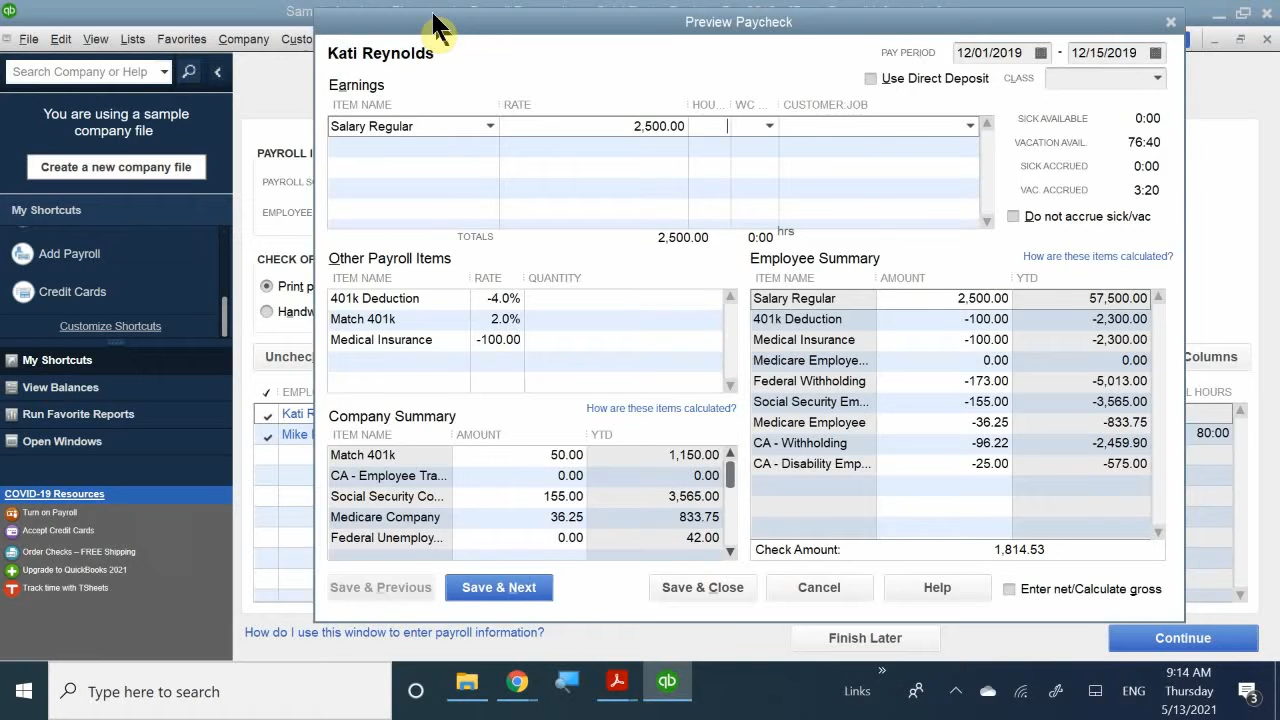 Sam
Preview Paycheck
File Edit View Lists Favorites Company Custo
Search Company or Help
You are using a sample
company file
Create a new company file
My Shortcuts
Add Payroll
Credit Cards
Customize Shortcuts
My Shortcuts
View Balances
Run Favorite Reports
Open Windows
COVID-19 Resources
Turn on Payroll
Accept Credit Cards
Order Checks – FREE Shipping
Upgrade to QuickBooks 2021
Track time with TSheets
PAYROLL I
PAYROLL S
EMPLOYEE
CHECK OF
Print p
Handw
Unchec
EMPL
Kati R
Mike
Kati Reynolds
PAY PERIOD 12/01/2019 - 12/15/2019
Use Direct Deposit CLASS
Earnings
ITEM NAME RATE HOU... WC ... CUSTOMER:JOB
Salary Regular 2,500.00
TOTALS 2,500.00 0:00 hrs
SICK AVAILABLE 0:00
VACATION AVAIL. 76:40
SICK ACCRUED 0:00
VAC. ACCRUED 3:20
Do not accrue sick/vac
Other Payroll Items
ITEM NAME RATE QUANTITY
401k Deduction -4.0%
Match 401k 2.0%
Medical Insurance -100.00
Company Summary How are these items calculated?
ITEM NAME AMOUNT YTD
Match 401k 50.00 1,150.00
CA - Employee Tra... 0.00 0.00
Social Security Co... 155.00 3,565.00
Medicare Company 36.25 833.75
Federal Unemploy... 0.00 42.00
Employee Summary How are these items calculated?
ITEM NAME AMOUNT YTD
Salary Regular 2,500.00 57,500.00
401k Deduction -100.00 -2,300.00
Medical Insurance -100.00 -2,300.00
Medicare Employe... 0.00 0.00
Federal Withholding -173.00 -5,013.00
Social Security Em... -155.00 -3,565.00
Medicare Employee -36.25 -833.75
CA - Withholding -96.22 -2,459.90
CA - Disability Emp... -25.00 -575.00
Check Amount: 1,814.53
Save & Previous Save & Next Save & Close Cancel Help Enter net/Calculate gross
Columns
L HOURS
80:00
How do I use this window to enter payroll information? Finish Later Continue
Type here to search
Links
ENG
9:14 AM
Thursday
5/13/2021
3